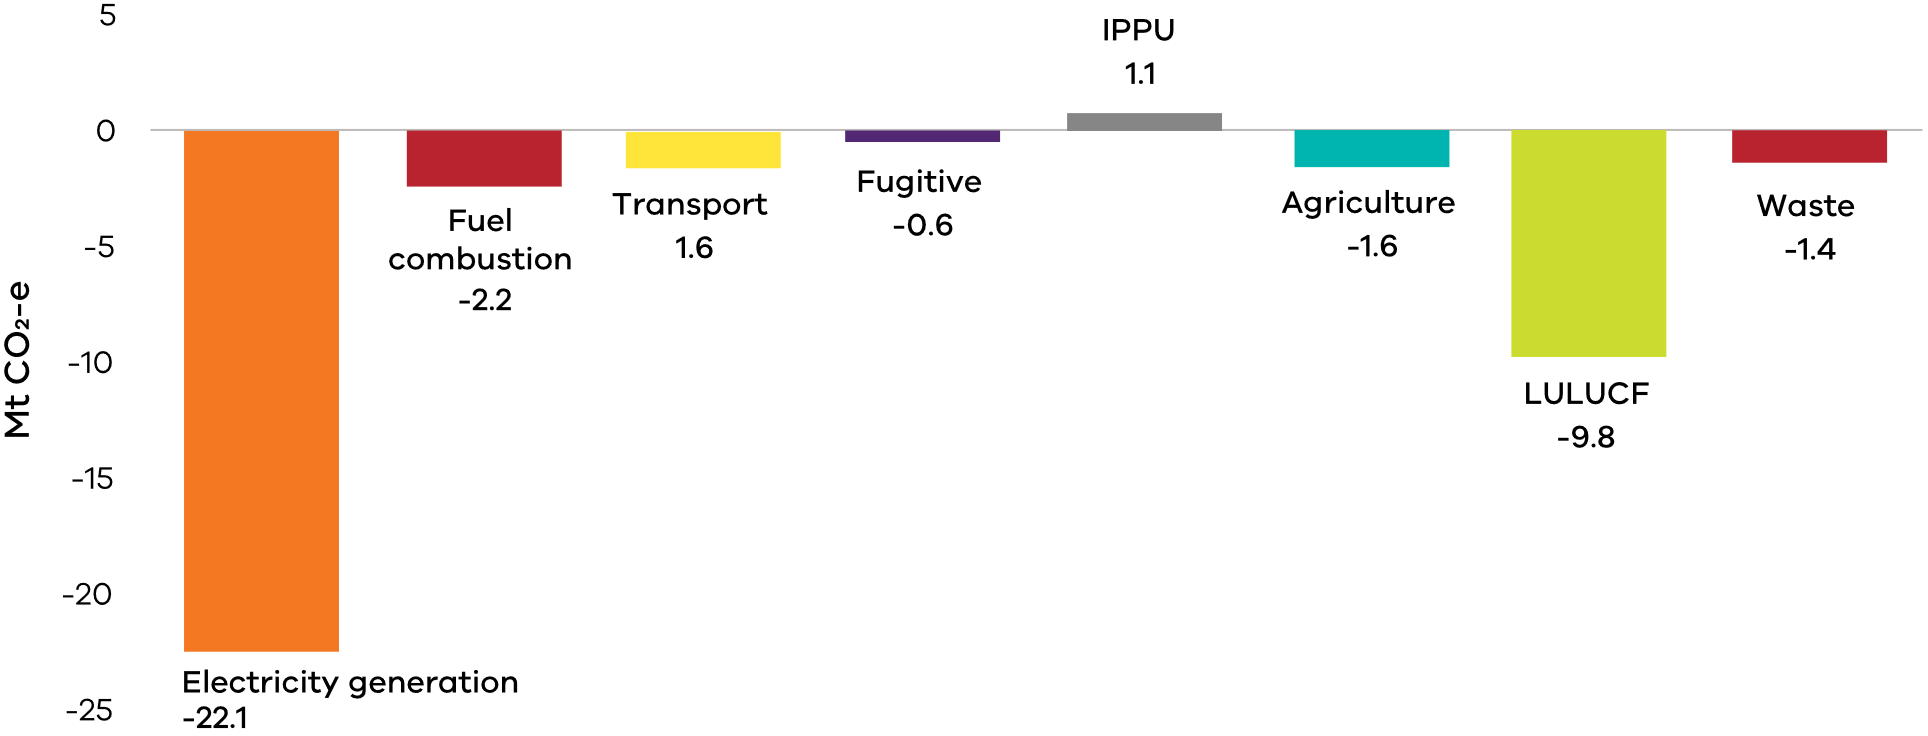 5
0
-5
-10
-15
-20
-25
Mt CO₂-e
Electricity generation
-22.1
Fuel
combustion
-2.2
Transport
1.6
Fugitive
-0.6
IPPU
1.1
Agriculture
-1.6
LULUCF
-9.8
Waste
-1.4